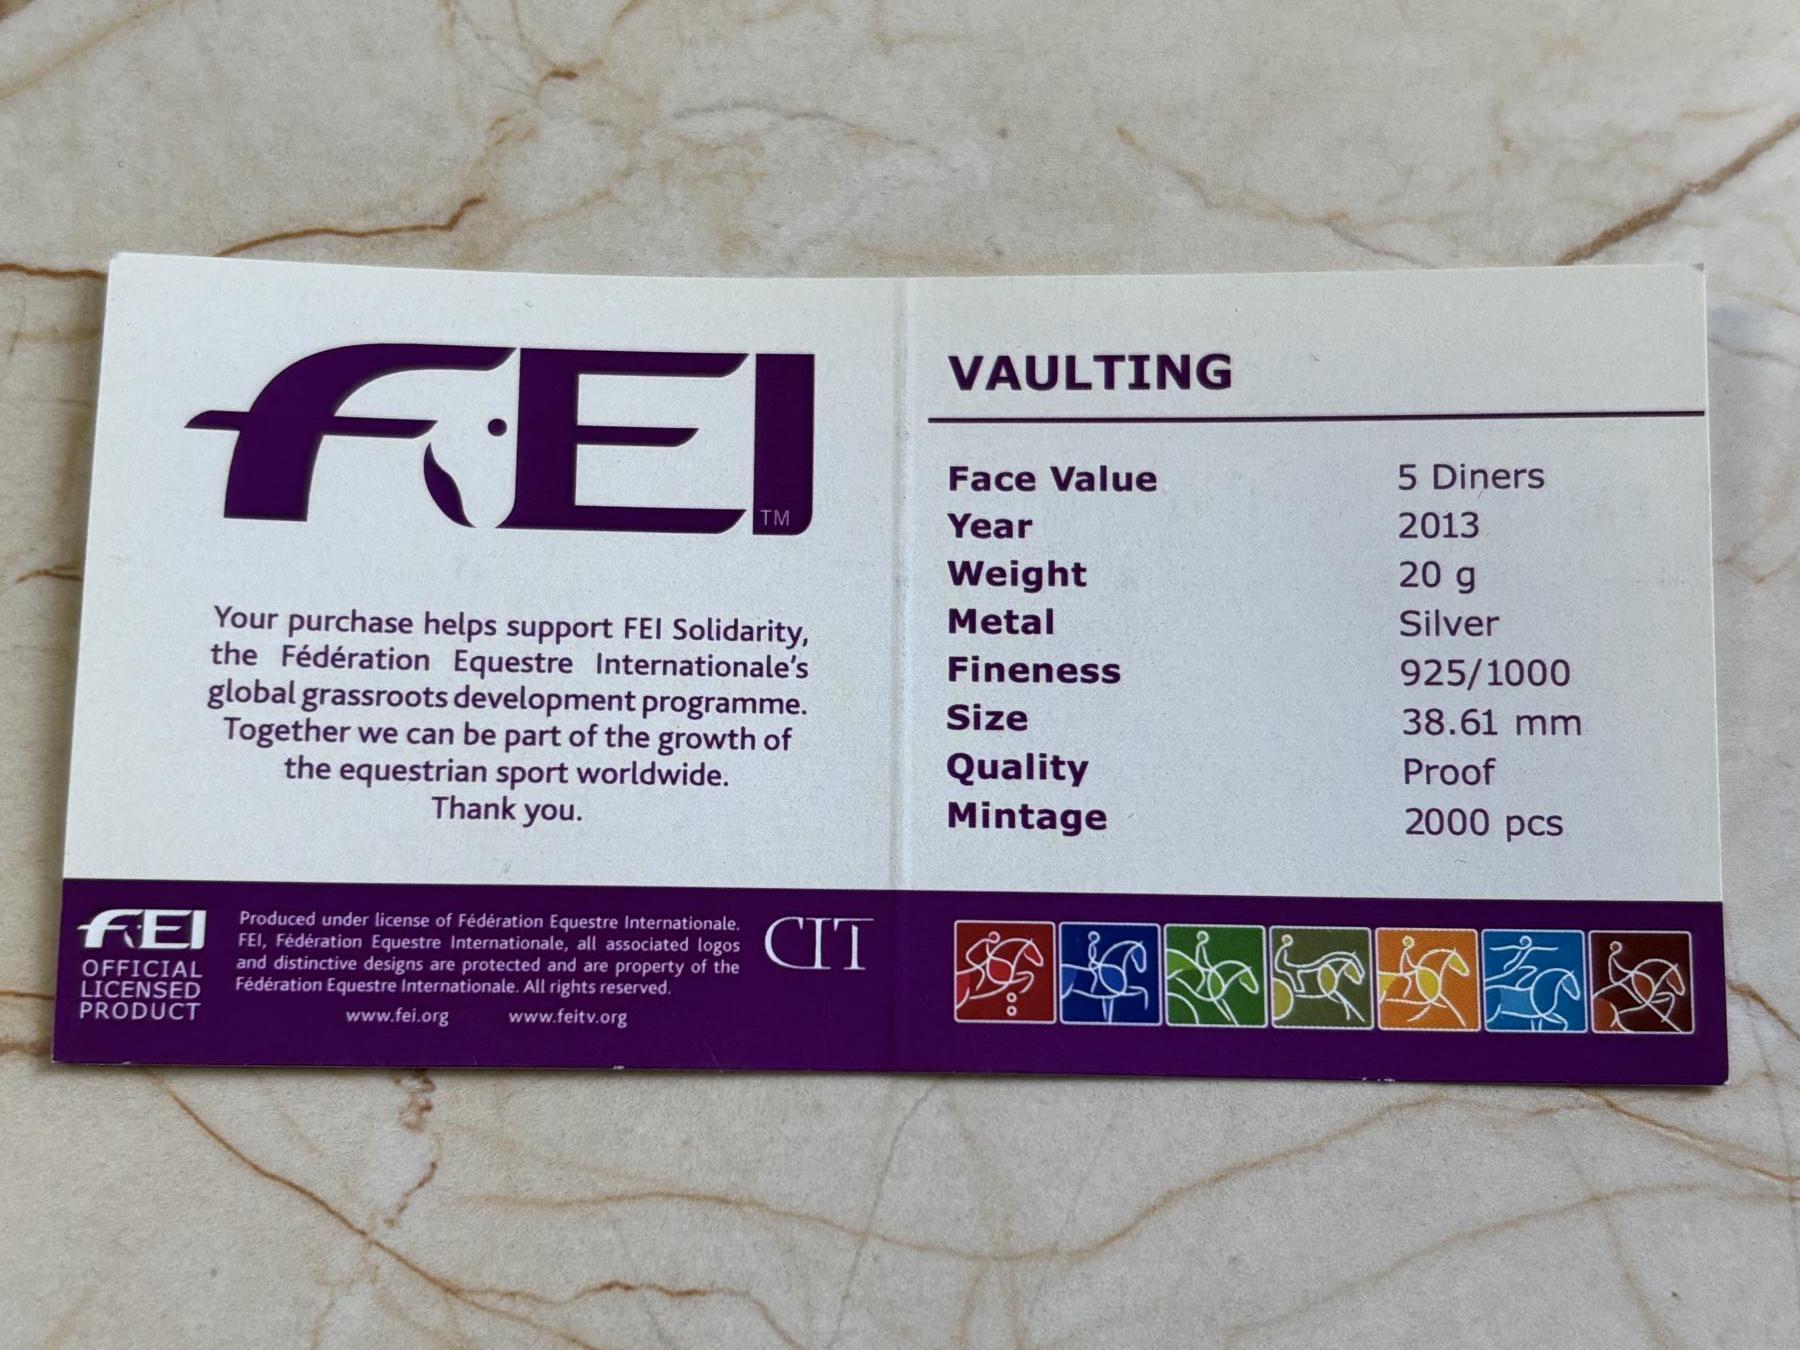 FEI
TM
Your purchase helps support FEI Solidarity,
the Fédération Equestre Internationale's
global grassroots development programme.
Together we can be part of the growth of
the equestrian sport worldwide.
Thank you.
FEI
OFFICIAL
LICENSED
PRODUCT
Produced under license of Fédération Equestre Internationale.
FEI, Fédération Equestre Internationale, all associated logos
and distinctive designs are protected and are property of the
Fédération Equestre Internationale. All rights reserved.
www.fei.org www.feitv.org
CIT
VAULTING
Face Value 5 Diners
Year 2013
Weight 20 g
Metal Silver
Fineness 925/1000
Size 38.61 mm
Quality Proof
Mintage 2000 pcs